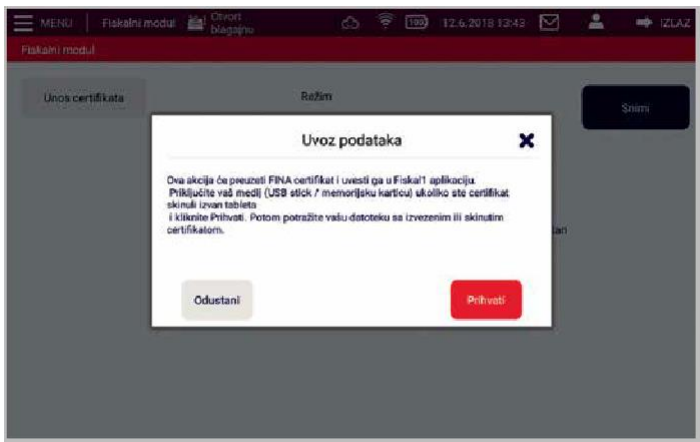 MENU
Fiskalni modul
Otvori
blagajnu
100
12.6.2018 13:43
IZLAZ
Fiskalni modul
Unos certifikata
Režim
Snimi
Uvoz podataka
Ova akcija će preuzeti FINA certifikat i uvesti ga u Fiskal1 aplikaciju.
Priključite vaš medij (USB stick / memorijsku karticu) ukoliko ste certifikat
skinuli izvan tableta
i kliknite Prihvati. Potom potražite vašu datoteku sa izvezenim ili skinutim
certifikatom.
Odustani
Prihvati